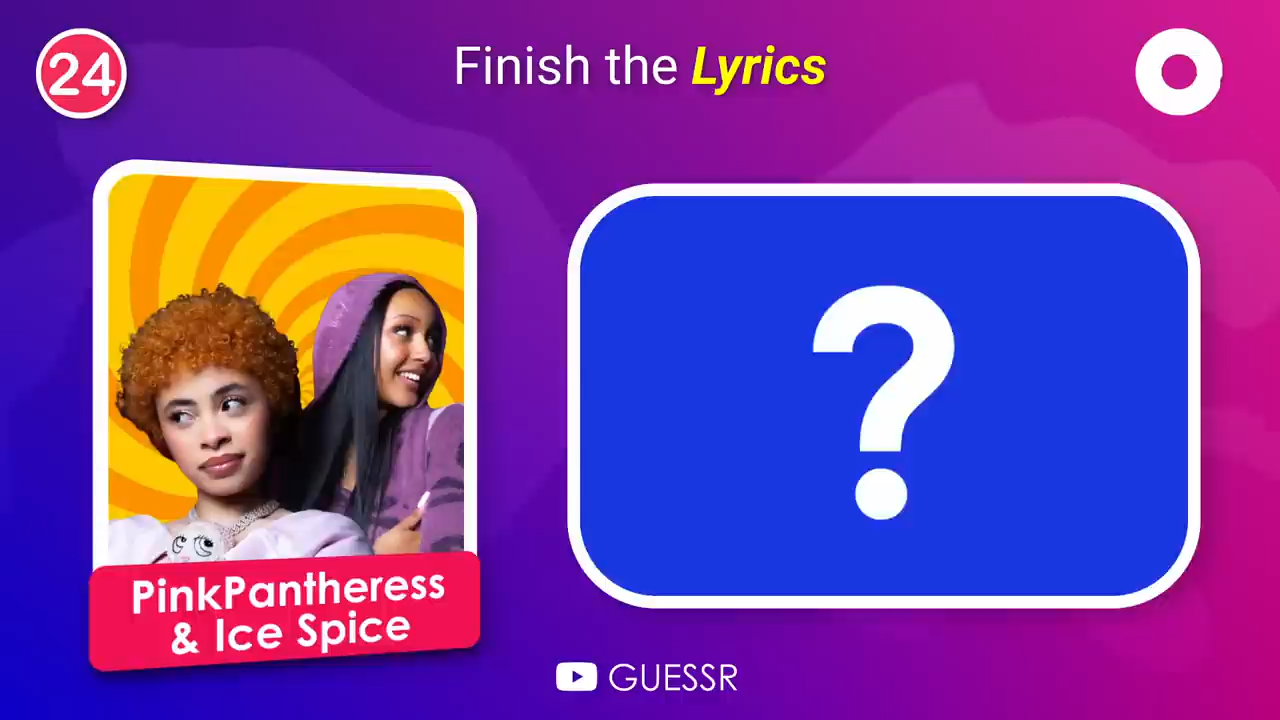 24
Finish the Lyrics
?
PinkPantheress
& Ice Spice
GUESSR